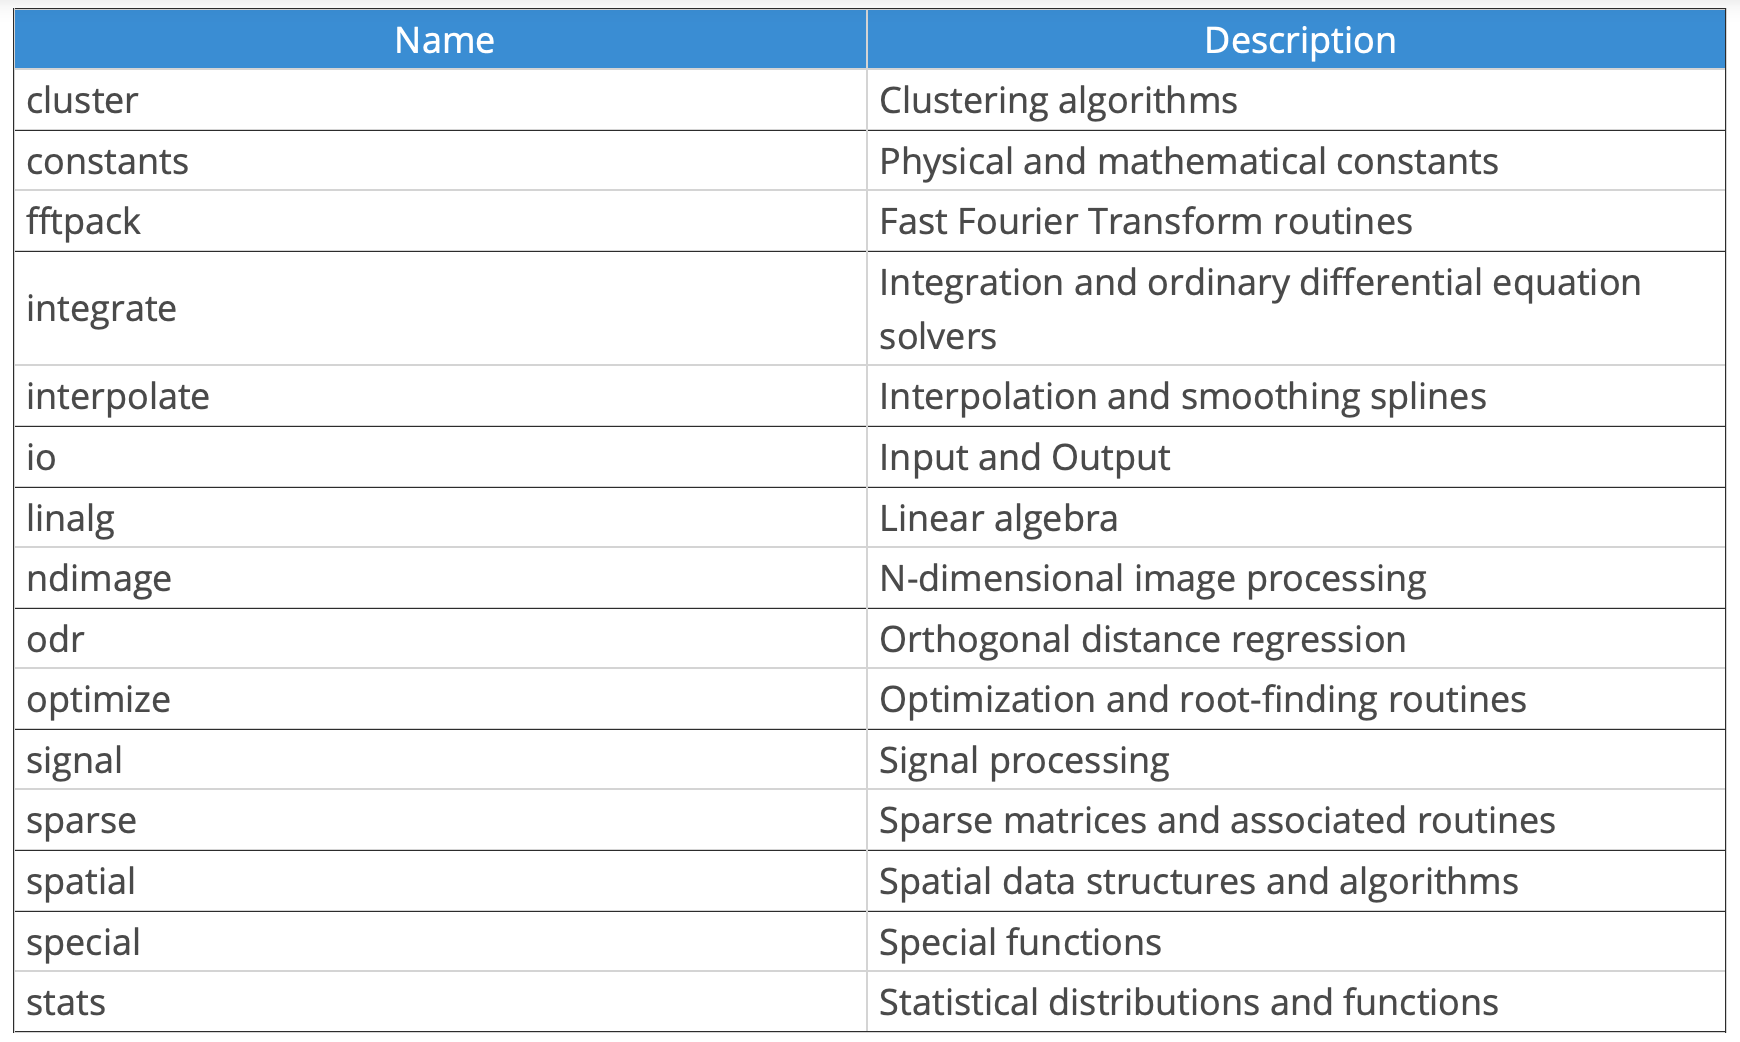 Name Description
cluster Clustering algorithms
constants Physical and mathematical constants
fftpack Fast Fourier Transform routines
integrate Integration and ordinary differential equation
solvers
interpolate Interpolation and smoothing splines
io Input and Output
linalg Linear algebra
ndimage N-dimensional image processing
odr Orthogonal distance regression
optimize Optimization and root-finding routines
signal Signal processing
sparse Sparse matrices and associated routines
spatial Spatial data structures and algorithms
special Special functions
stats Statistical distributions and functions